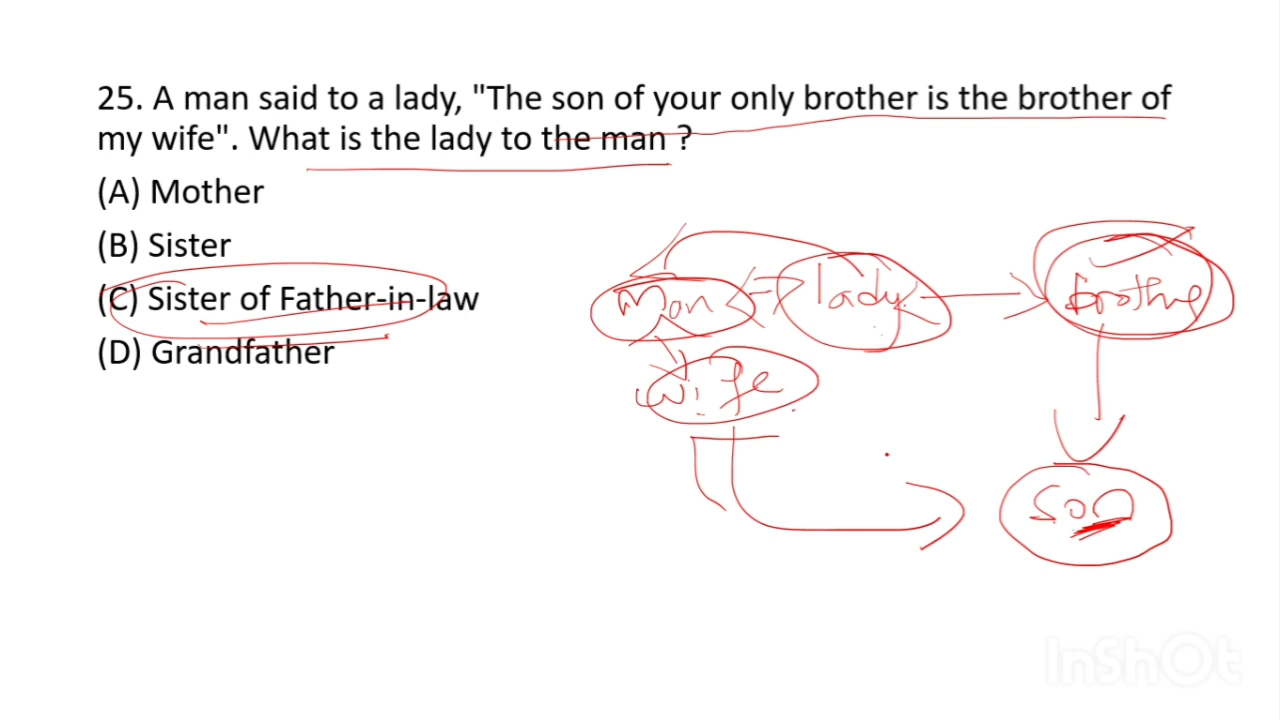 25. A man said to a lady, "The son of your only brother is the brother of
my wife". What is the lady to the man ?
(A) Mother
(B) Sister
(C) Sister of Father-in-law
(D) Grandfather
Man lady brothe
wife
son
InShOt